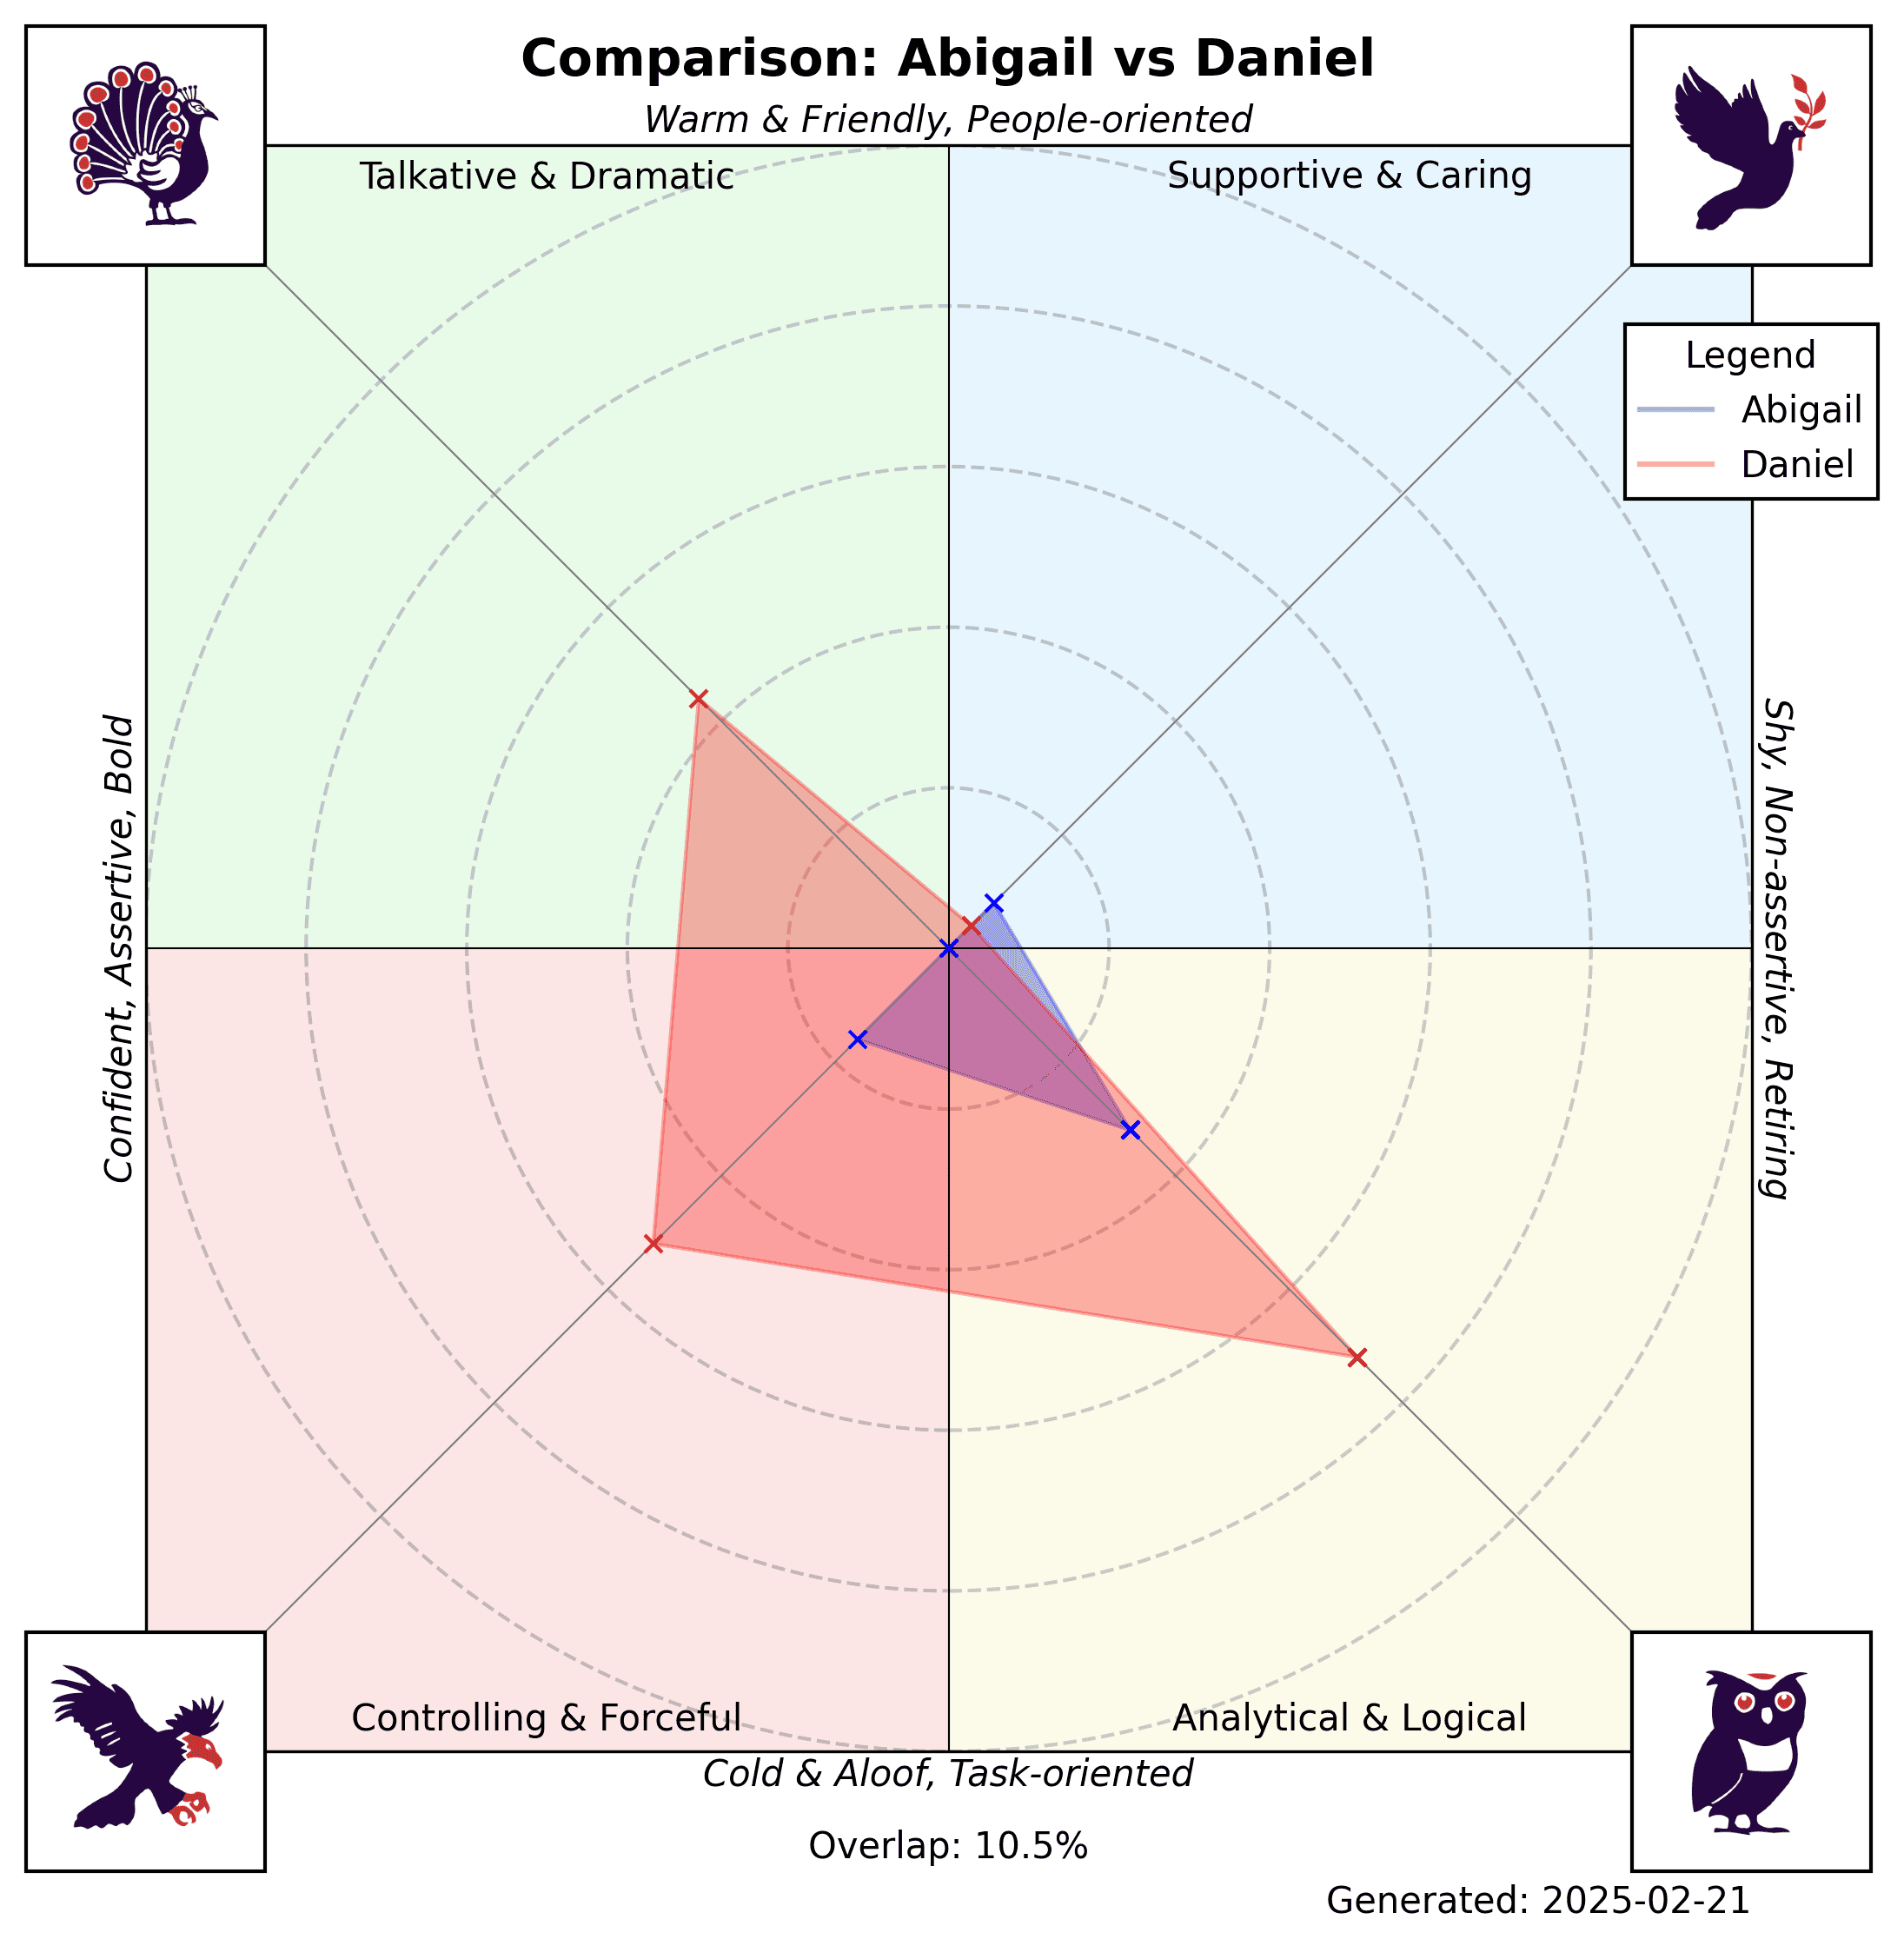 Comparison: Abigail vs Daniel
Warm & Friendly, People-oriented
Talkative & Dramatic
Supportive & Caring
Legend
Abigail
Daniel
Confident, Assertive, Bold
Shy, Non-assertive, Retiring
Controlling & Forceful
Analytical & Logical
Cold & Aloof, Task-oriented
Overlap: 10.5%
Generated: 2025-02-21